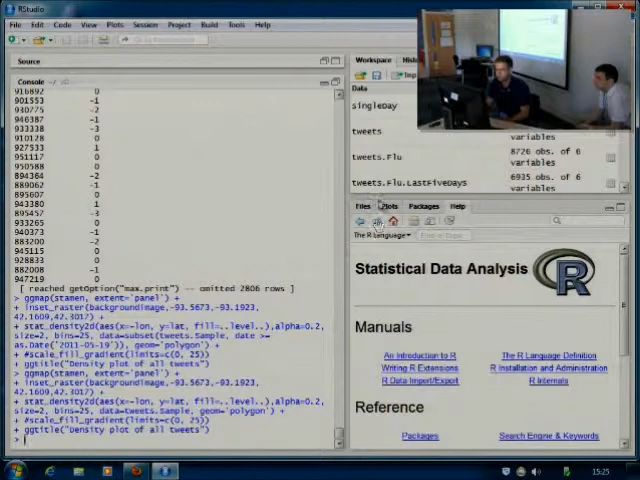 RStudio
File Edit Code View Plots Session Project Build Tools Help
Source
Workspace
Console
916892 0
901553 -1
930775 -2
946387 -1
933338 -3
910128 0
927533 1
951117 0
950588 0
894364 -2
889062 -1
895607 0
943380 1
895457 -3
933265 0
940373 -1
883200 -2
945115 0
928833 0
882008 -1
947219 0
[ reached getOption("max.print") -- omitted 2806 rows ]
> ggmap(stamen, extent='panel') +
+ inset_raster(backgroundimage,-93.5673,-93.1923,
42.1609,42.3017) +
+ stat_density2d(aes(x=-lon, y=lat, fill=..level..),alpha=0.2,
size=2, bins=25, data=subset(tweets.Sample, date >=
as.Date('2011-05-19')), geom='polygon') +
+ #scale_fill_gradient(limits=c(0, 25))
+ ggtitle("Density plot of all tweets")
> ggmap(stamen, extent='panel') +
+ inset_raster(backgroundimage,-93.5673,-93.1923,
42.1609,42.3017) +
+ stat_density2d(aes(x=-lon, y=lat, fill=..level..),alpha=0.2,
size=2, bins=25, data=tweets.Sample, geom='polygon') +
+ #scale_fill_gradient(limits=c(0, 25))
+ ggtitle("Density plot of all tweets")
>
Data
singleDay
tweets
variables
tweets.Flu 8726 obs. of 6 variables
tweets.Flu.LastFiveDays 6935 obs. of 6 variables
Files Plots Packages Help
The R Language
Statistical Data Analysis R
Manuals
An Introduction to R The R Language Definition
Writing R Extensions R Installation and Administration
R Data Import/Export R Internals
Reference
Packages Search Engine & Keywords
15:25